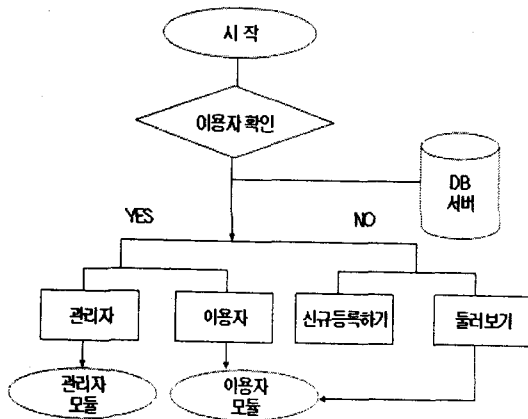 시 작
이용자 확인
DB
서버
YES
NO
관리자
이용자
신규등록하기
둘러보기
관리자
모듈
이용자
모듈